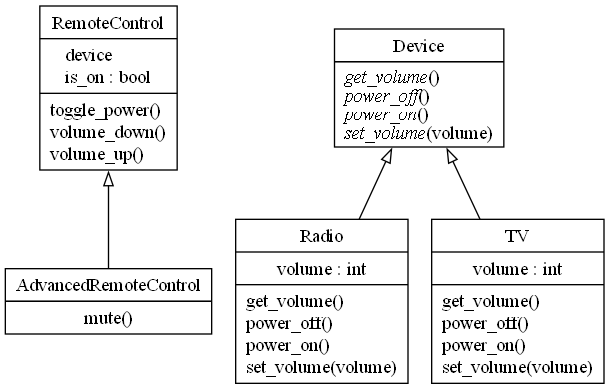 RemoteControl
device
is_on : bool
toggle_power()
volume_down()
volume_up()
AdvancedRemoteControl
mute()
Device
get_volume()
power_off()
power_on()
set_volume(volume)
Radio
volume : int
get_volume()
power_off()
power_on()
set_volume(volume)
TV
volume : int
get_volume()
power_off()
power_on()
set_volume(volume)